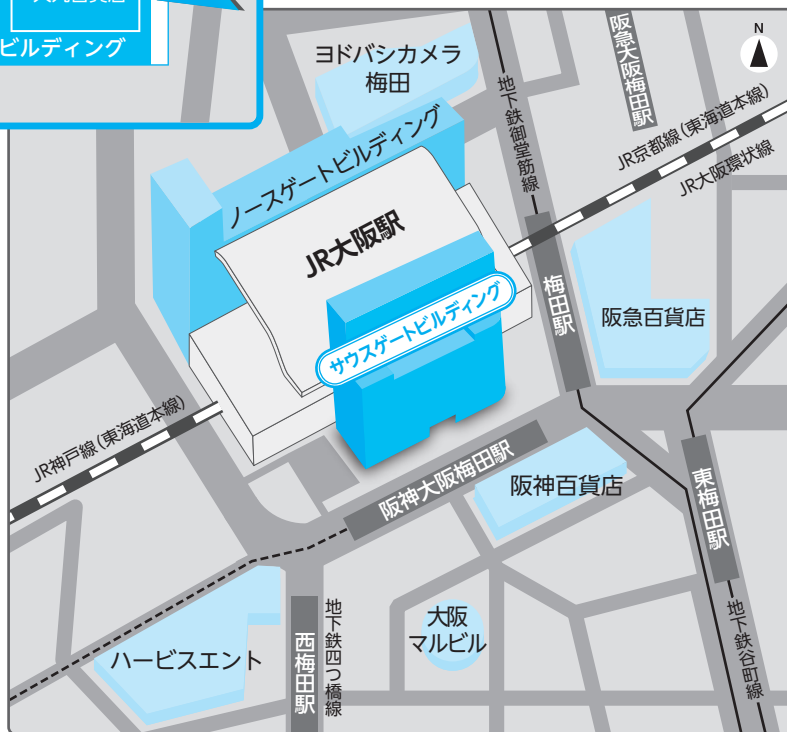 ビルディング
N
ヨドバシカメラ
梅田
阪急大阪梅田駅
地下鉄御堂筋線
JR京都線(東海道本線)
JR大阪環状線
ノースゲートビルディング
JR大阪駅
サウスゲートビルディング
梅田駅
阪急百貨店
JR神戸線(東海道本線)
阪神大阪梅田駅
阪神百貨店
東梅田駅
地下鉄谷町線
ハービスエント
西梅田駅
地下鉄四つ橋線
大阪
マルビル